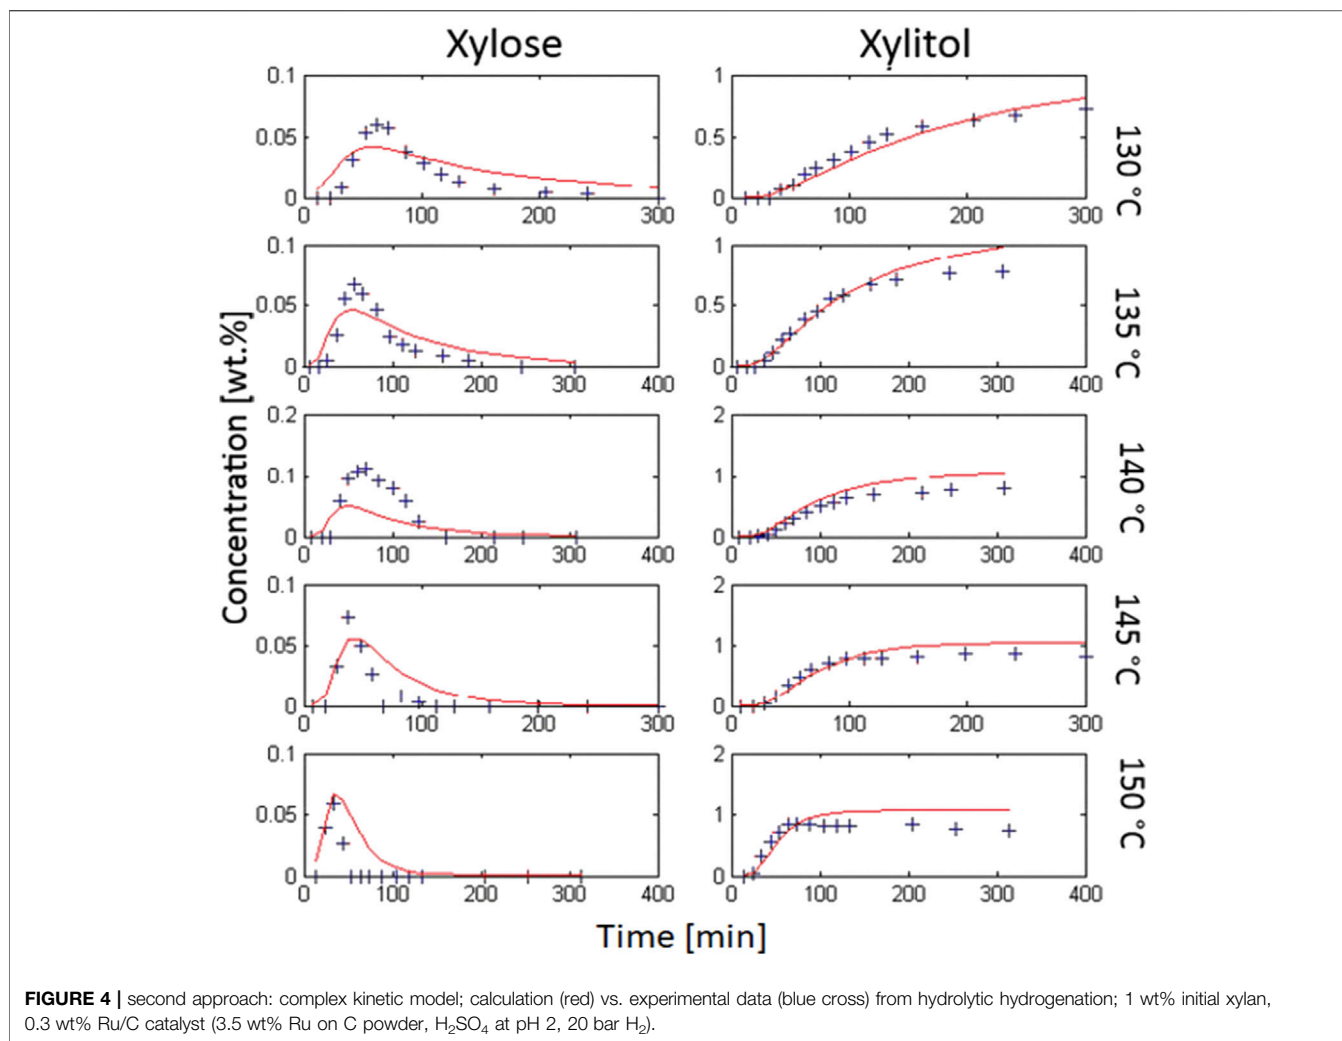 Xylose Xylitol
0.1 1
0.05 0.5
0 0
0 100 200 300 0 100 200 300
130 °C
0.1 1
0.05 0.5
0 0
0 100 200 300 400 0 100 200 300 400
135 °C
0.2 2
0.1 1
0 0
0 100 200 300 400 0 100 200 300 400
140 °C
0.1 2
0.05 1
0 0
0 100 200 300 0 100 200 300
145 °C
0.1 2
0.05 1
0 0
0 100 200 300 400 0 100 200 300 400
150 °C
Concentration [wt.%]
Time [min]
FIGURE 4 | second approach: complex kinetic model; calculation (red) vs. experimental data (blue cross) from hydrolytic hydrogenation; 1 wt% initial xylan,
0.3 wt% Ru/C catalyst (3.5 wt% Ru on C powder, H₂SO₄ at pH 2, 20 bar H₂).